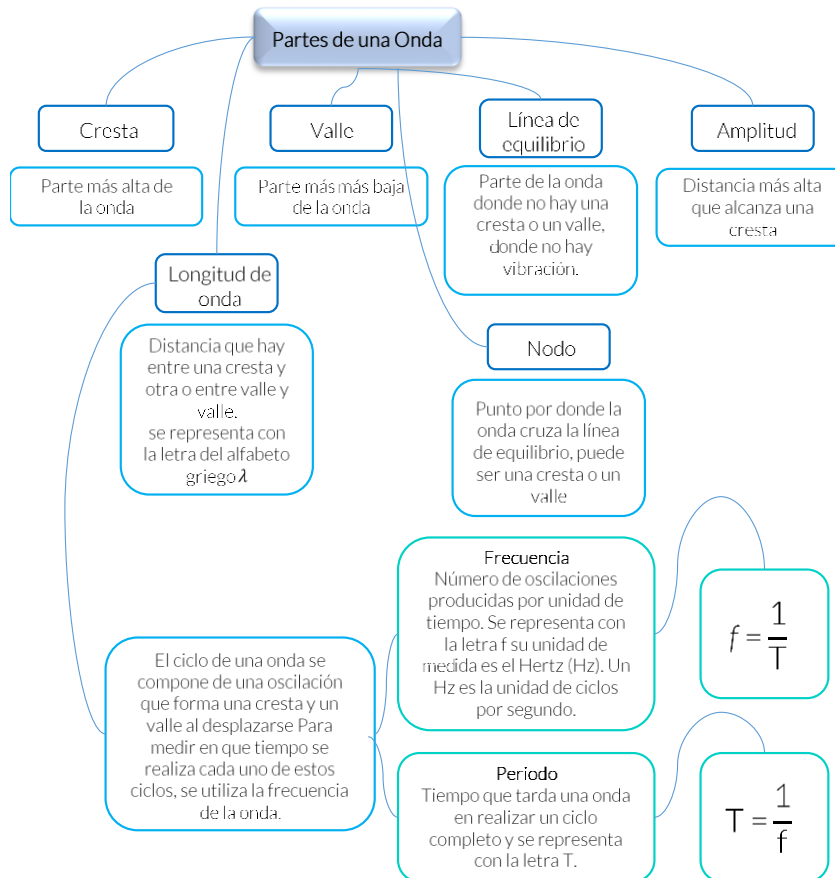 Partes de una Onda
Cresta
Parte más alta de
la onda
Valle
Parte más más baja
de la onda
Línea de
equilibrio
Parte de la onda
donde no hay una
cresta o un valle,
donde no hay
vibración.
Amplitud
Distancia más alta
que alcanza una
cresta
Longitud de
onda
Distancia que hay
entre una cresta y
otra o entre valle y
valle.
se representa con
la letra del alfabeto
griego λ
Nodo
Punto por donde la
onda cruza la línea
de equilibrio, puede
ser una cresta o un
valle
El ciclo de una onda se
compone de una oscilación
que forma una cresta y un
valle al desplazarse Para
medir en que tiempo se
realiza cada uno de estos
ciclos, se utiliza la frecuencia
de la onda.
Frecuencia
Número de oscilaciones
producidas por unidad de
tiempo. Se representa con
la letra f su unidad de
medida es el Hertz (Hz). Un
Hz es la unidad de ciclos
por segundo.
f = 1/T
Periodo
Tiempo que tarda una onda
en realizar un ciclo
completo y se representa
con la letra T.
T = 1/f